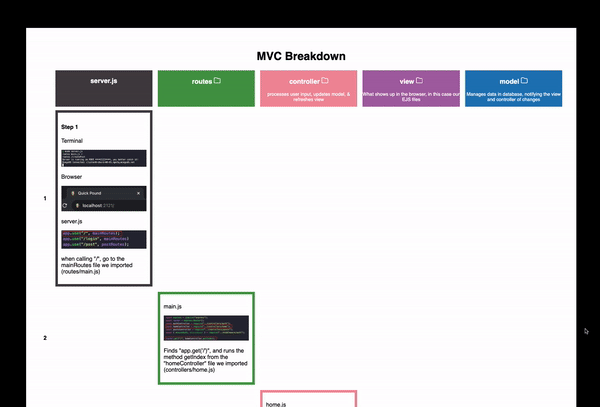 MVC Breakdown
server.js
routes
controller
processes user input, updates model, &
refreshes view
view
What shows up in the browser, in this case our
EJS files
model
Manages data in database, notifying the view
and controller of changes
1
Step 1
Terminal
Browser
Quick Pound
localhost:2121
server.js
app.use("/", mainRoutes);
app.use("/login", mainRoutes)
app.use("/post", postRoutes);
when calling "/", go to the
mainRoutes file we imported
(routes/main.js)
2
main.js
Finds "app.get('/')", and runs the
method getIndex from the
"homeController" file we imported
(controllers/home.js)
home.js